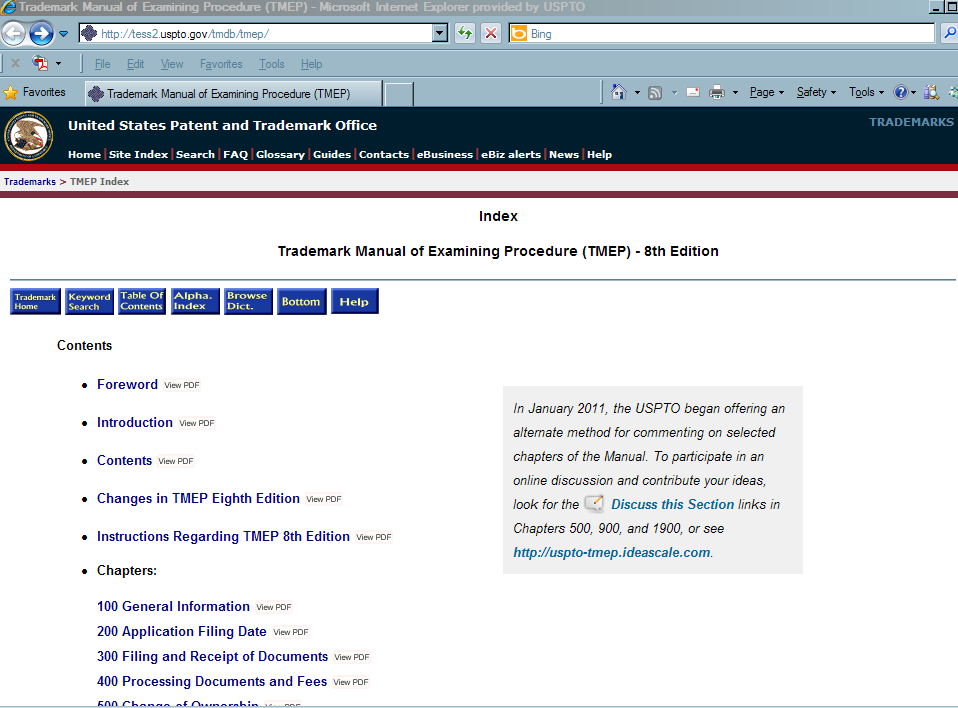 Trademark Manual of Examining Procedure (TMEP) - Microsoft Internet Explorer provided by USPTO
http://tess2.uspto.gov/tmdb/tmep/
Bing
File Edit View Favorites Tools Help
Favorites
Trademark Manual of Examining Procedure (TMEP)
Page Safety Tools
United States Patent and Trademark Office
TRADEMARKS
Home | Site Index | Search | FAQ | Glossary | Guides | Contacts | eBusiness | eBiz alerts | News | Help
Trademarks > TMEP Index
Index
Trademark Manual of Examining Procedure (TMEP) - 8th Edition
Trademark Home
Keyword Search
Table Of Contents
Alpha. Index
Browse Dict.
Bottom
Help
Contents
• Foreword View PDF
• Introduction View PDF
• Contents View PDF
• Changes in TMEP Eighth Edition View PDF
• Instructions Regarding TMEP 8th Edition View PDF
• Chapters:
100 General Information View PDF
200 Application Filing Date View PDF
300 Filing and Receipt of Documents View PDF
400 Processing Documents and Fees View PDF
500 Change of Ownership View PDF
In January 2011, the USPTO began offering an
alternate method for commenting on selected
chapters of the Manual. To participate in an
online discussion and contribute your ideas,
look for the Discuss this Section links in
Chapters 500, 900, and 1900, or see
http://uspto-tmep.ideascale.com.